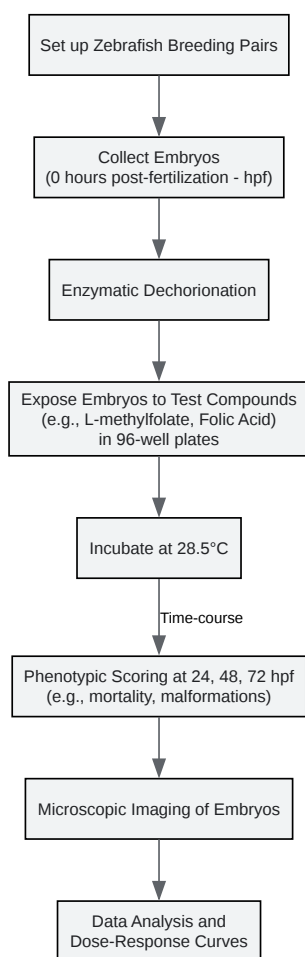 Set up Zebrafish Breeding Pairs
Collect Embryos
(0 hours post-fertilization - hpf)
Enzymatic Dechorionation
Expose Embryos to Test Compounds
(e.g., L-methylfolate, Folic Acid)
in 96-well plates
Incubate at 28.5°C
Time-course
Phenotypic Scoring at 24, 48, 72 hpf
(e.g., mortality, malformations)
Microscopic Imaging of Embryos
Data Analysis and
Dose-Response Curves